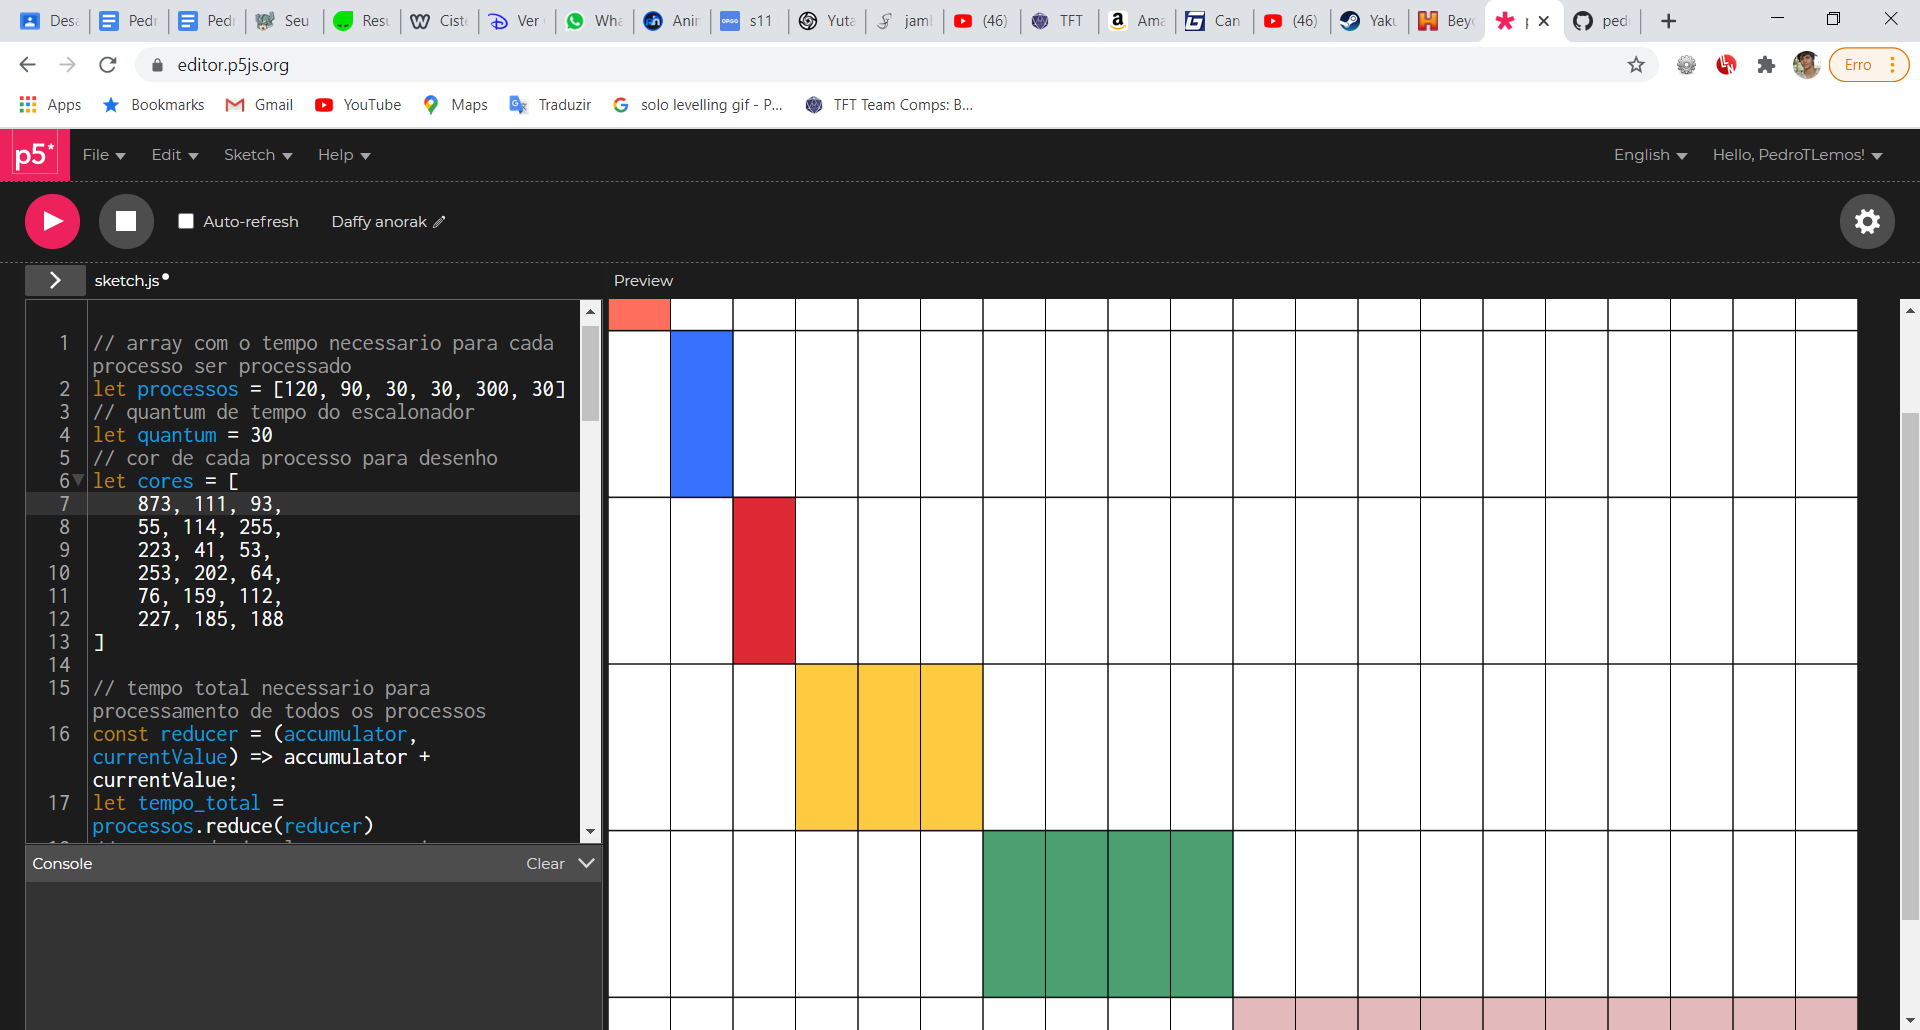 Desa Pedr Pedr Seu Resu Ciste Ver Wha Anir s11 Yuta jaml (46) TFT Ama Can (46) Yaku Bey p ped
editor.p5js.org
Erro
Apps Bookmarks Gmail YouTube Maps Traduzir solo levelling gif - P... TFT Team Comps: B...
p5* File Edit Sketch Help English Hello, PedroTLemos!
Auto-refresh Daffy anorak
sketch.js
Preview
1 // array com o tempo necessario para cada
processo ser processado
2 let processos = [120, 90, 30, 30, 300, 30]
3 // quantum de tempo do escalonador
4 let quantum = 30
5 // cor de cada processo para desenho
6 let cores = [
7 873, 111, 93,
8 55, 114, 255,
9 223, 41, 53,
10 253, 202, 64,
11 76, 159, 112,
12 227, 185, 188
13 ]
14
15 // tempo total necessario para
processamento de todos os processos
16 const reducer = (accumulator,
currentValue) => accumulator +
currentValue;
17 let tempo_total =
processos.reduce(reducer)
Console Clear